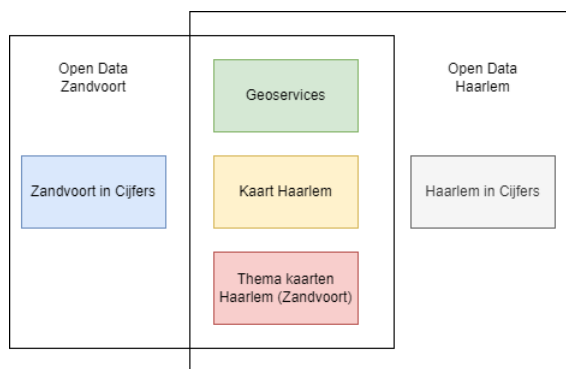 Open Data
Zandvoort
Zandvoort in Cijfers
Geoservices
Kaart Haarlem
Thema kaarten
Haarlem (Zandvoort)
Open Data
Haarlem
Haarlem in Cijfers